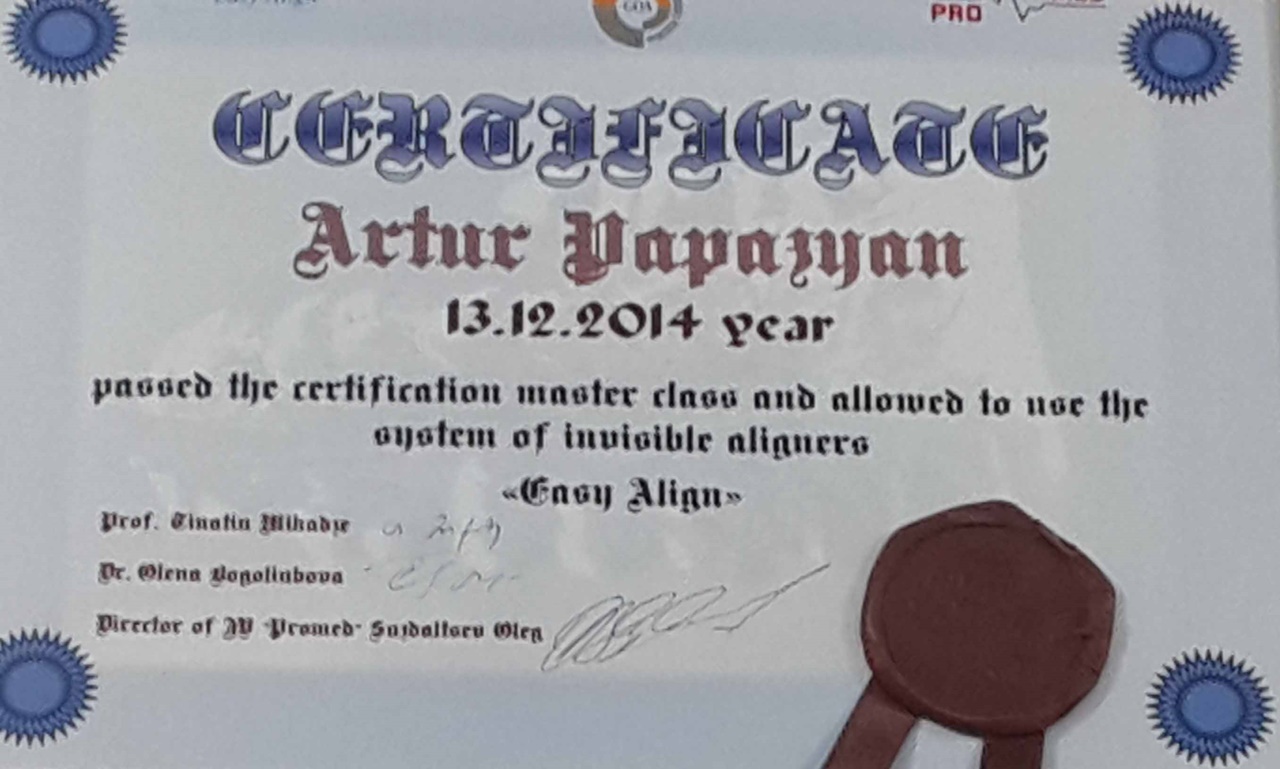 GOA
PRO
CERTIFICATE
Artur Papazyan
13.12.2014 year
passed the certification master class and allowed to use the
system of invisible aligners
«Easy Align»
Prof. Tinatin Mikadze
Dr. Olena Bogoliubova
Director of JV "Promed" Suzdaltsev Oleg